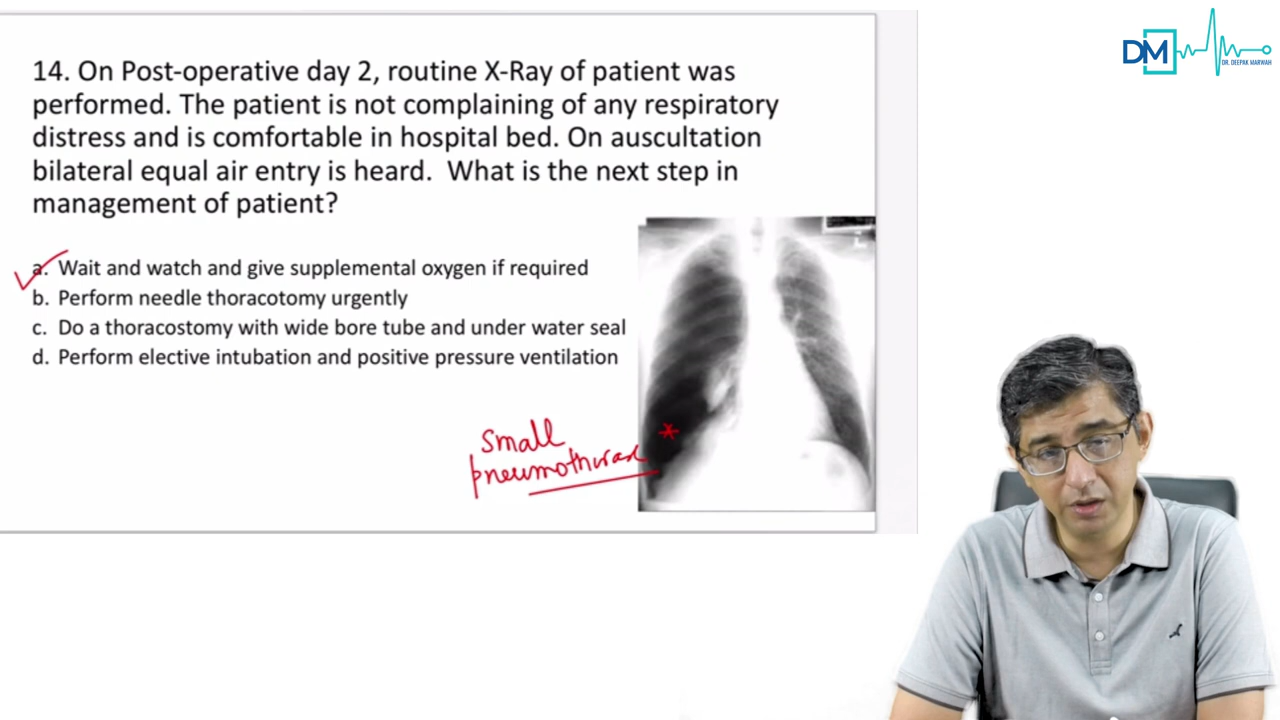 DM
DR. DEEPAK MARWAH
14. On Post-operative day 2, routine X-Ray of patient was
performed. The patient is not complaining of any respiratory
distress and is comfortable in hospital bed. On auscultation
bilateral equal air entry is heard. What is the next step in
management of patient?
a. Wait and watch and give supplemental oxygen if required
b. Perform needle thoracotomy urgently
c. Do a thoracostomy with wide bore tube and under water seal
d. Perform elective intubation and positive pressure ventilation
small
L